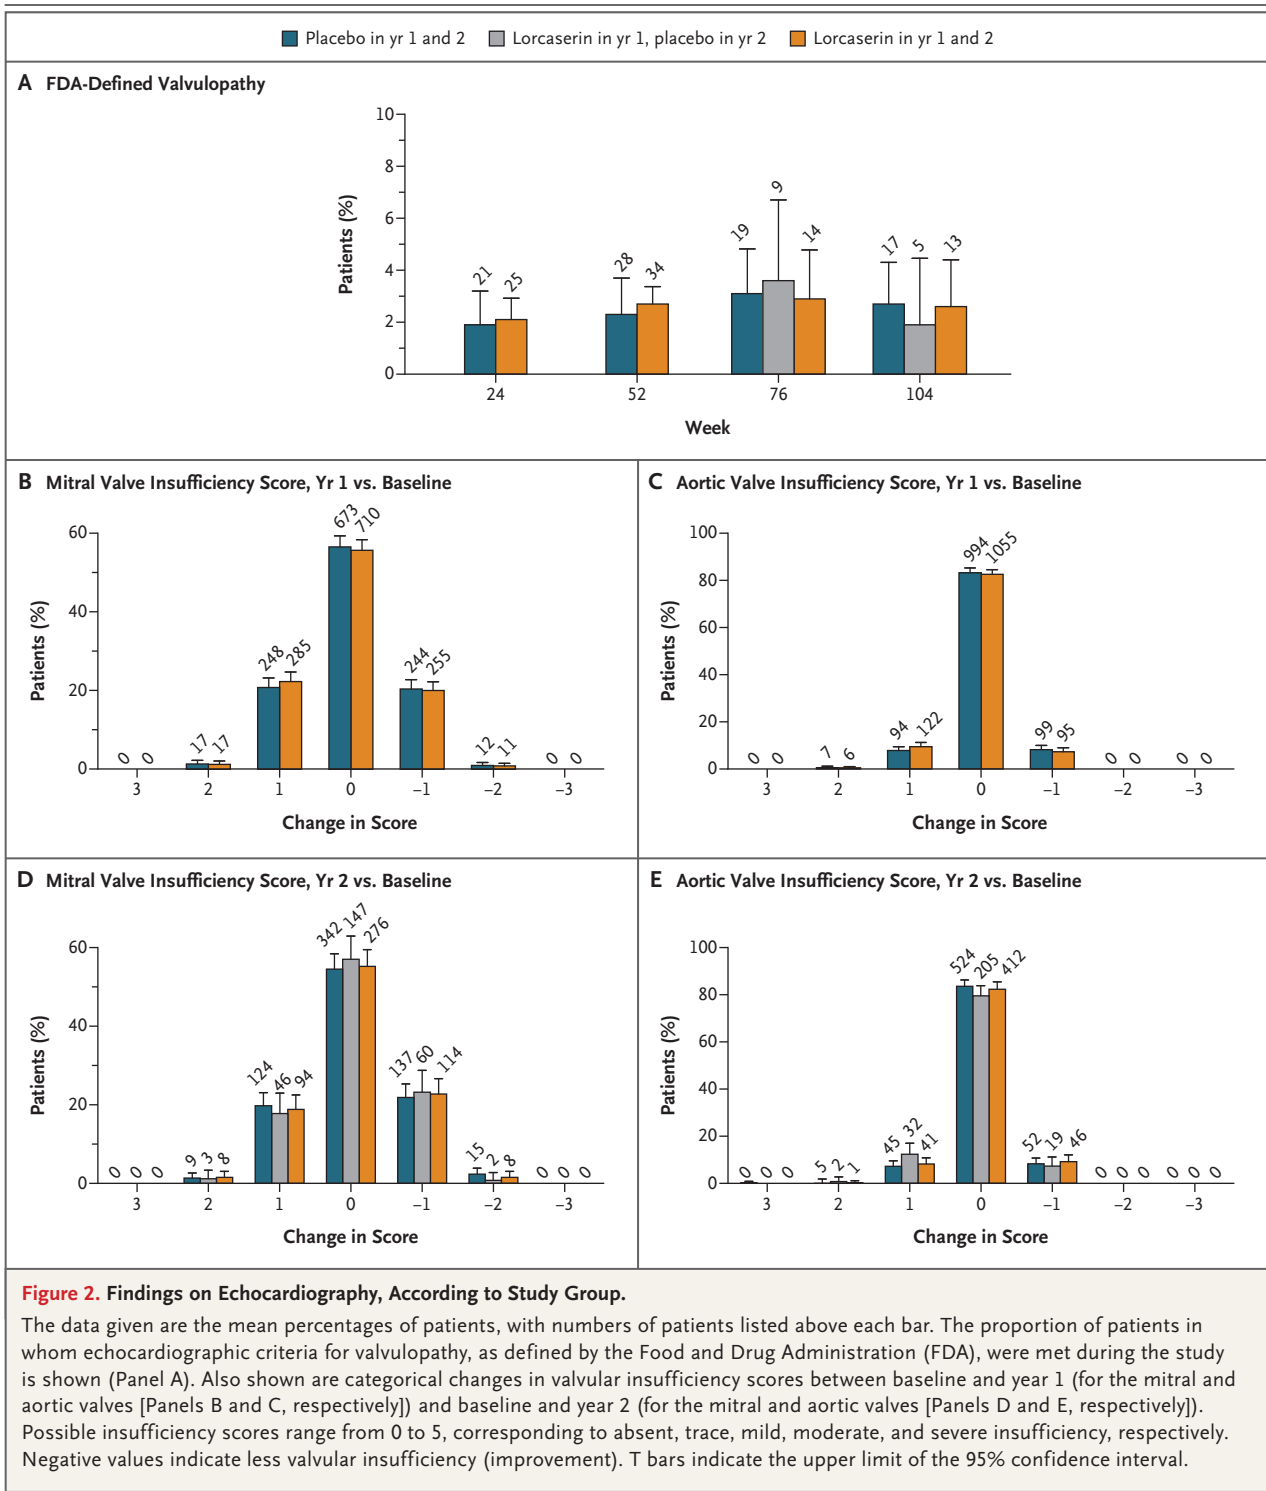 Placebo in yr 1 and 2 Lorcaserin in yr 1, placebo in yr 2 Lorcaserin in yr 1 and 2
A FDA-Defined Valvulopathy
10
8
6
4
2
0
Patients (%)
21 25 28 34 19 9 14 17 5 13
24 52 76 104
Week
B Mitral Valve Insufficiency Score, Yr 1 vs. Baseline
60
40
20
0
Patients (%)
0 0 17 17 248 285 673 710 244 255 12 11 0 0
3 2 1 0 −1 −2 −3
Change in Score
C Aortic Valve Insufficiency Score, Yr 1 vs. Baseline
100
80
60
40
20
0
Patients (%)
0 0 7 6 94 122 994 1055 99 95 0 0 0 0
3 2 1 0 −1 −2 −3
Change in Score
D Mitral Valve Insufficiency Score, Yr 2 vs. Baseline
60
40
20
0
Patients (%)
0 0 0 9 3 8 124 46 94 342 147 276 137 60 114 15 2 8 0 0 0
3 2 1 0 −1 −2 −3
Change in Score
E Aortic Valve Insufficiency Score, Yr 2 vs. Baseline
100
80
60
40
20
0
Patients (%)
0 0 0 5 2 1 45 32 41 524 205 412 52 19 46 0 0 0 0 0 0
3 2 1 0 −1 −2 −3
Change in Score
Figure 2. Findings on Echocardiography, According to Study Group.
The data given are the mean percentages of patients, with numbers of patients listed above each bar. The proportion of patients in
whom echocardiographic criteria for valvulopathy, as defined by the Food and Drug Administration (FDA), were met during the study
is shown (Panel A). Also shown are categorical changes in valvular insufficiency scores between baseline and year 1 (for the mitral and
aortic valves [Panels B and C, respectively]) and baseline and year 2 (for the mitral and aortic valves [Panels D and E, respectively]).
Possible insufficiency scores range from 0 to 5, corresponding to absent, trace, mild, moderate, and severe insufficiency, respectively.
Negative values indicate less valvular insufficiency (improvement). T bars indicate the upper limit of the 95% confidence interval.